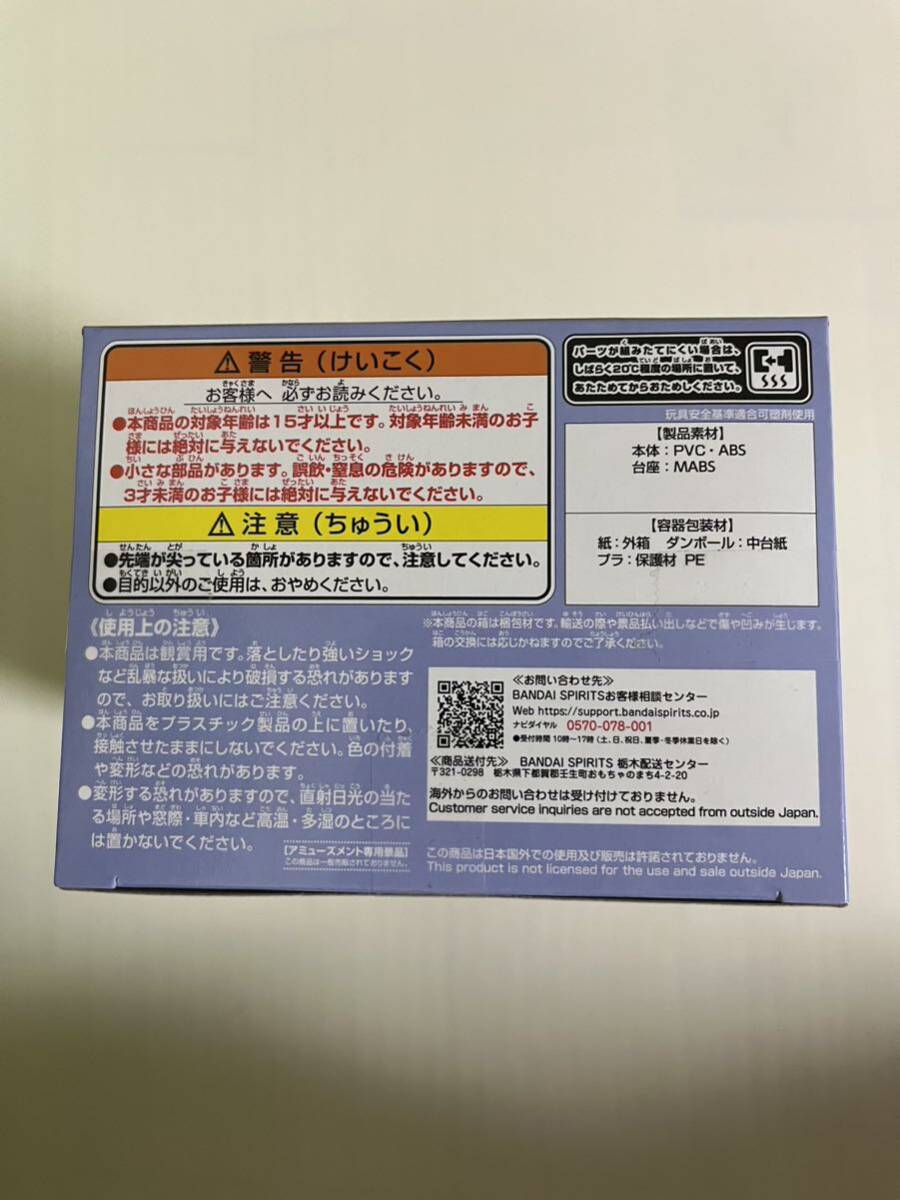 ⚠ 警告（けいこく）
お客様へ 必ずお読みください。
●本商品の対象年齢は15才以上です。対象年齢未満のお子
様には絶対に与えないでください。
●小さな部品があります。誤飲・窒息の危険がありますので、
3才未満のお子様には絶対に与えないでください。
⚠ 注意（ちゅうい）
●先端が尖っている箇所がありますので、注意してください。
●目的以外のご使用は、おやめください。
《使用上の注意》
●本商品は観賞用です。落としたり強いショック
など乱暴な扱いにより破損する恐れがあります
ので、お取り扱いにはご注意ください。
●本商品をプラスチック製品の上に置いたり、
接触させたままにしないでください。色の付着
や変形などの恐れがあります。
●変形する恐れがありますので、直射日光の当た
る場所や窓際・車内など高温・多湿のところに
は置かないでください。
【アミューズメント専用景品】
この商品は一般市販されておりません。
パーツが組みたてにくい場合は、
しばらく20℃程度の場所に置いて、
あたためてからおためしください。
玩具安全基準適合可塑剤使用
【製品素材】
本体：PVC・ABS
台座：MABS
【容器包装材】
紙：外箱 ダンボール：中台紙
プラ：保護材 PE
※本商品の箱は梱包材です。輸送の際や景品払い出しなどで傷や凹みが生じます。
箱の交換には応じかねますのでご了承ください。
≪お問い合わせ先≫
BANDAI SPIRITSお客様相談センター
Web https://support.bandaispirits.co.jp
ナビダイヤル 0570-078-001
●受付時間 10時～17時（土、日、祝日、夏季・冬季休業日を除く）
≪商品送付先≫ BANDAI SPIRITS 栃木配送センター
〒321-0298 栃木県下都賀郡壬生町おもちゃのまち4-2-20
海外からのお問い合わせは受け付けておりません。
Customer service inquiries are not accepted from outside Japan.
この商品は日本国外での使用及び販売は許諾されておりません。
This product is not licensed for the use and sale outside Japan.